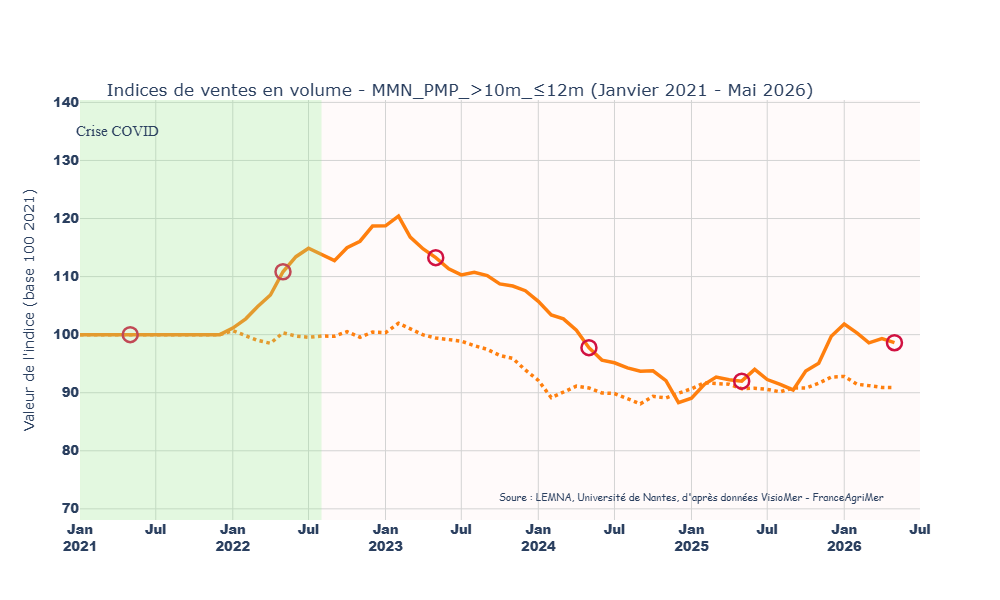 Indices de ventes en volume - MMN_PMP_>10m_≤12m (Janvier 2021 - Mai 2026)
Valeur de l'indice (base 100 2021)
140
130
120
110
100
90
80
70
Crise COVID
Soure : LEMNA, Université de Nantes, d'après données VisioMer - FranceAgriMer
Jan Jul Jan Jul Jan Jul Jan Jul Jan Jul Jan Jul
2021 2022 2023 2024 2025 2026